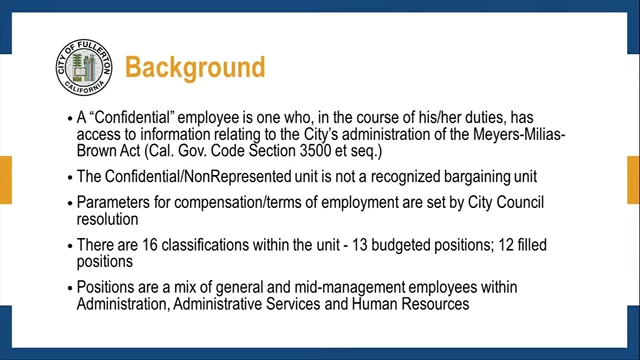 CITY OF FULLERTON
CALIFORNIA
Background
• A “Confidential” employee is one who, in the course of his/her duties, has
access to information relating to the City’s administration of the Meyers-Milias-
Brown Act (Cal. Gov. Code Section 3500 et seq.)
• The Confidential/NonRepresented unit is not a recognized bargaining unit
• Parameters for compensation/terms of employment are set by City Council
resolution
• There are 16 classifications within the unit - 13 budgeted positions; 12 filled
positions
• Positions are a mix of general and mid-management employees within
Administration, Administrative Services and Human Resources